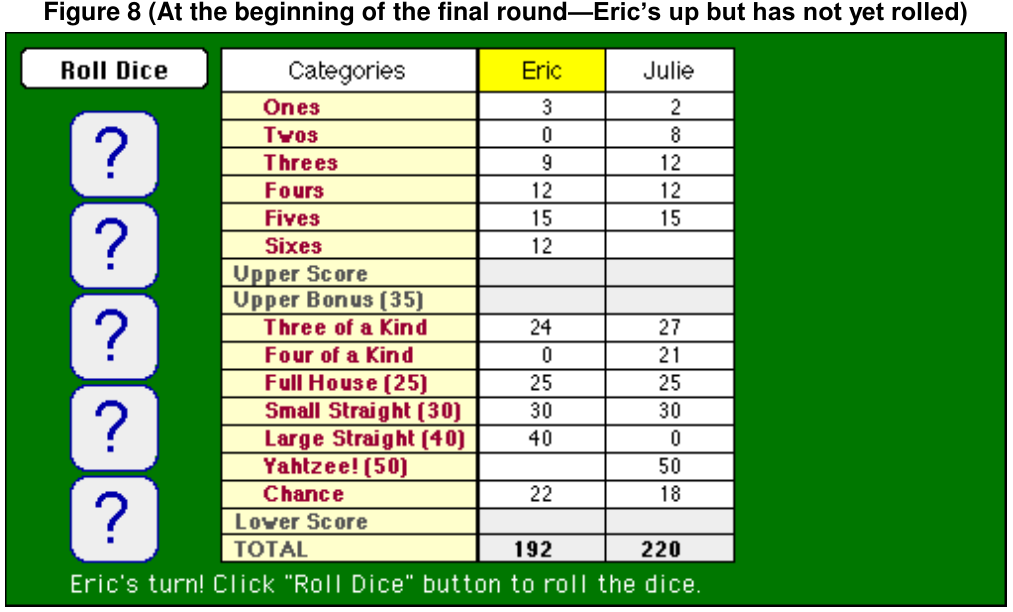 Figure 8 (At the beginning of the final round—Eric's up but has not yet rolled)
Roll Dice Categories Eric Julie
Ones 3 2
? Twos 0 8
Threes 9 12
Fours 12 12
? Fives 15 15
Sixes 12
Upper Score
Upper Bonus (35)
? Three of a Kind 24 27
Four of a Kind 0 21
Full House (25) 25 25
? Small Straight (30) 30 30
Large Straight (40) 40 0
Yahtzee! (50) 50
? Chance 22 18
Lower Score
TOTAL 192 220
Eric's turn! Click "Roll Dice" button to roll the dice.